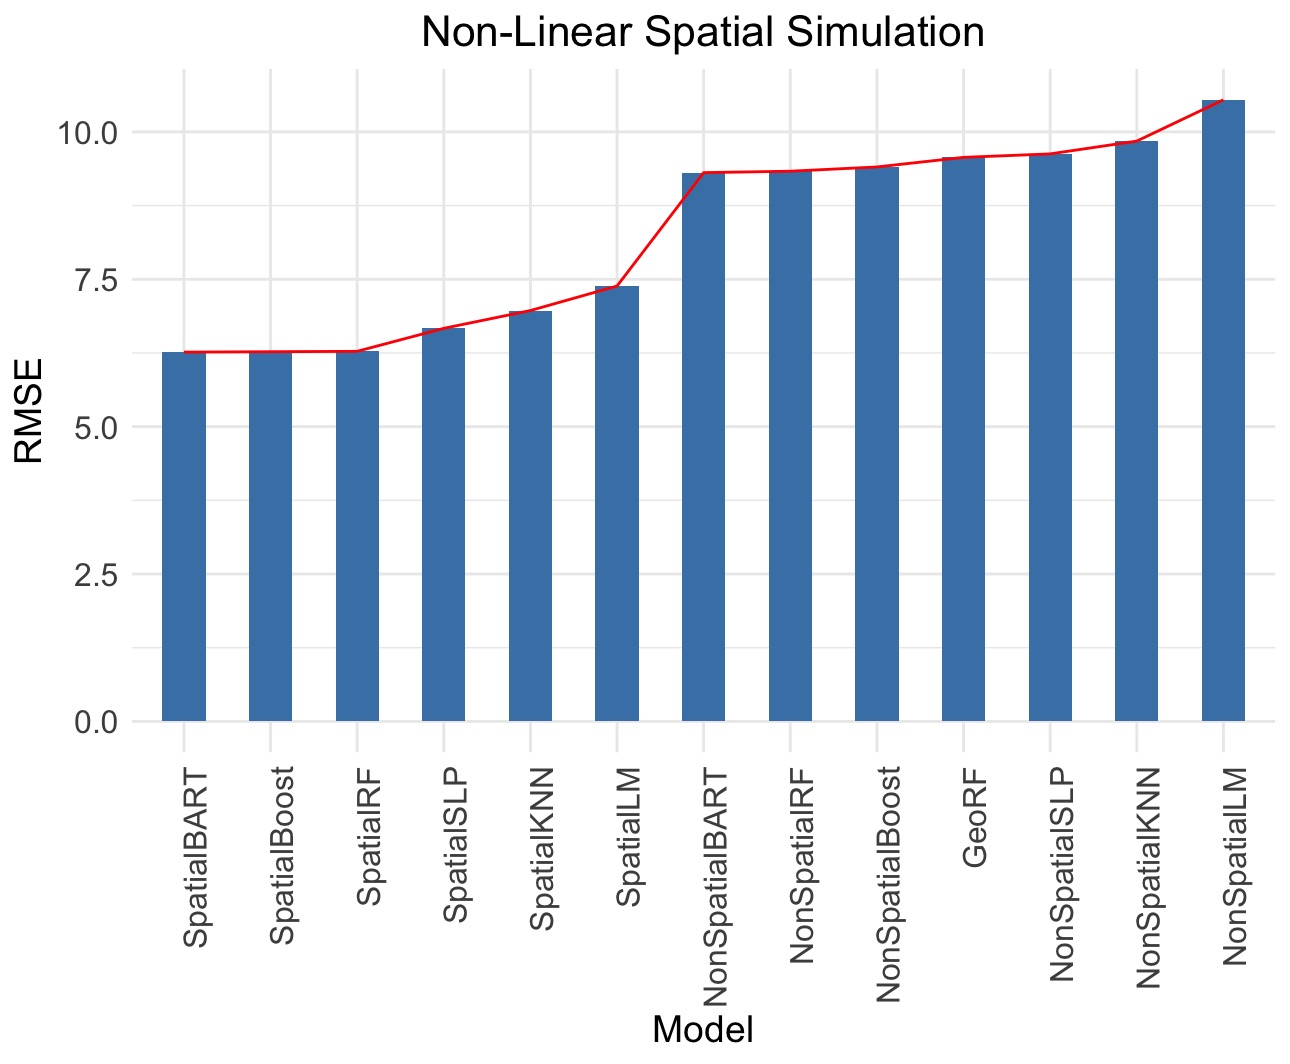 Non-Linear Spatial Simulation
RMSE
10.0
7.5
5.0
2.5
0.0
SpatialBART
SpatialBoost
SpatialRF
SpatialSLP
SpatialKNN
SpatialLM
NonSpatialBART
NonSpatialRF
NonSpatialBoost
GeoRF
NonSpatialSLP
NonSpatialKNN
NonSpatialLM
Model